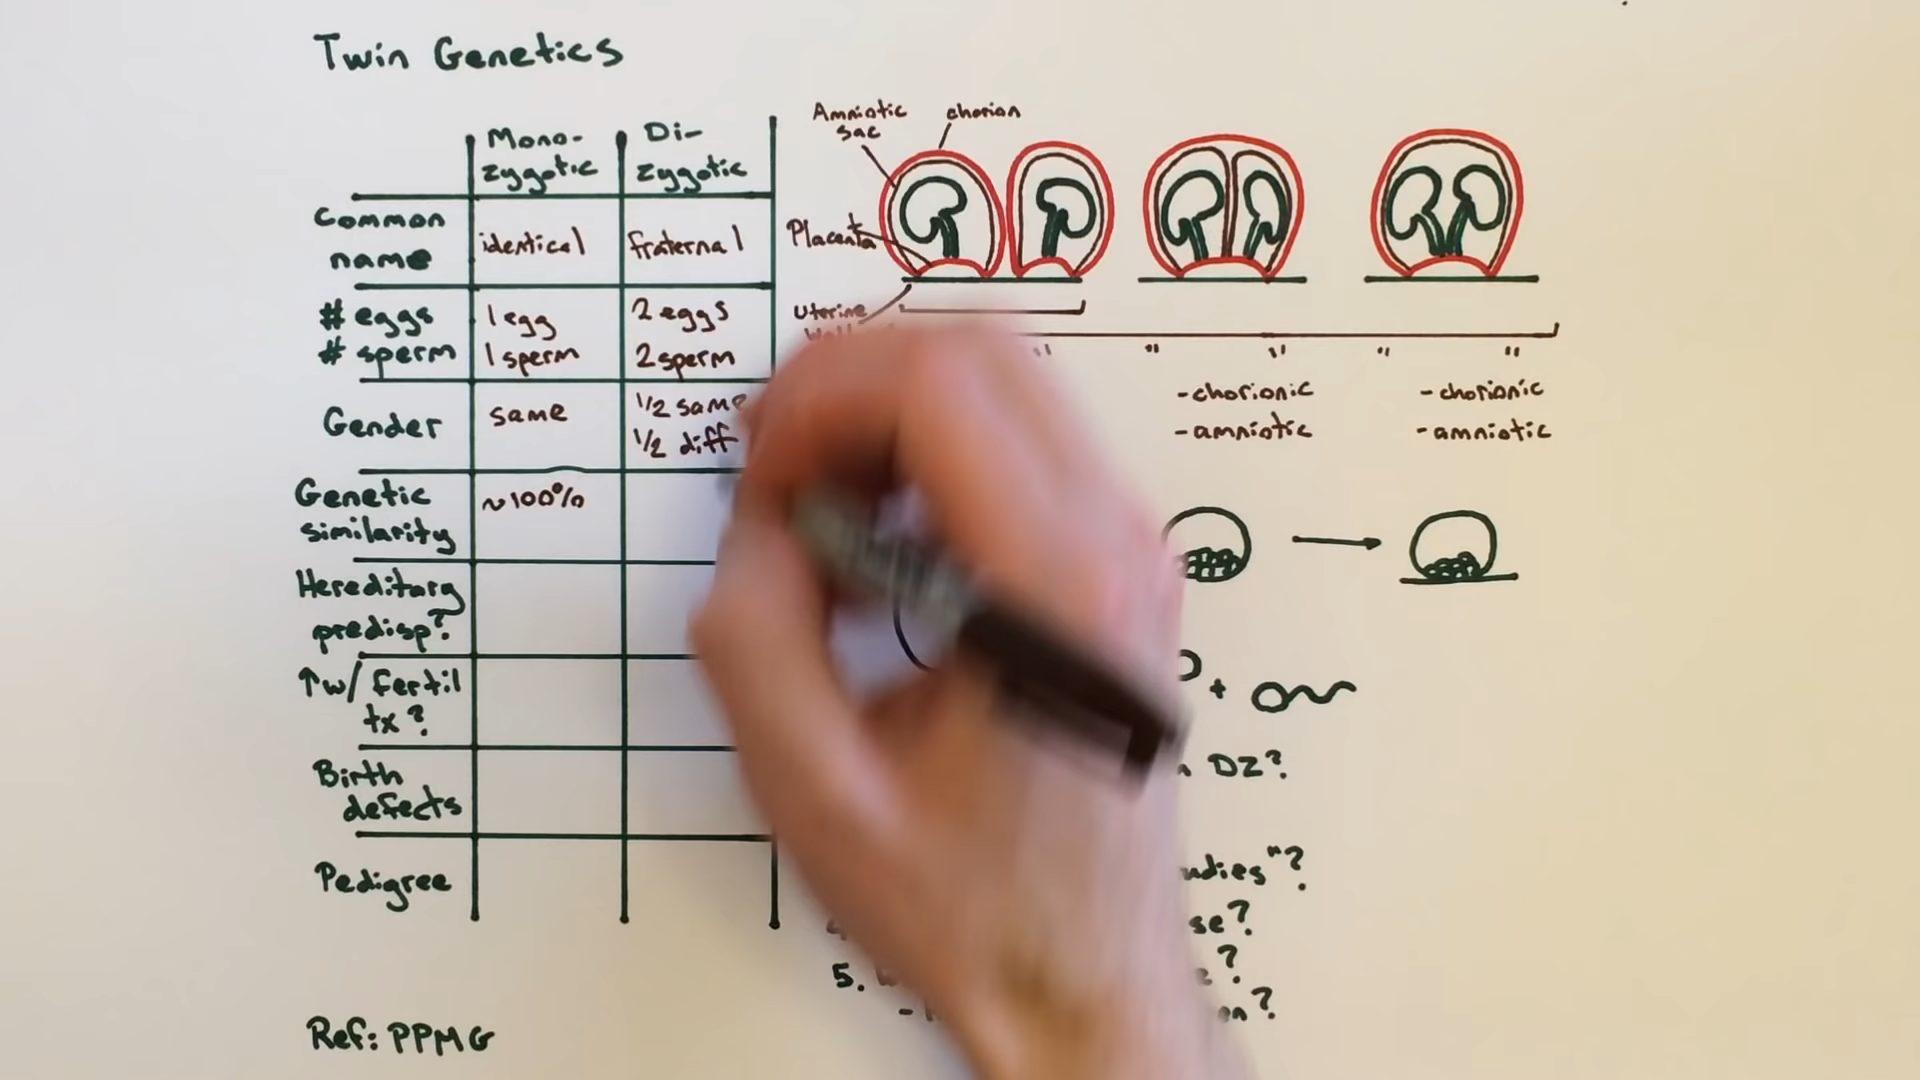 Twin Genetics
Mono-
zygotic
Di-
zygotic
Common
name
identical
fraternal
# eggs
# sperm
1 egg
1 sperm
2 eggs
2 sperm
Gender
same
1/2 same
1/2 diff
Genetic
similarity
~100%
Hereditary
predisp?
↑w/ fertil
tx?
Birth
defects
Pedigree
Ref: PPMG
Amniotic
sac
chorion
Placenta
Uterine
" "
" "
-chorionic
-amniotic
-chorionic
-amniotic
+
DZ?
5.